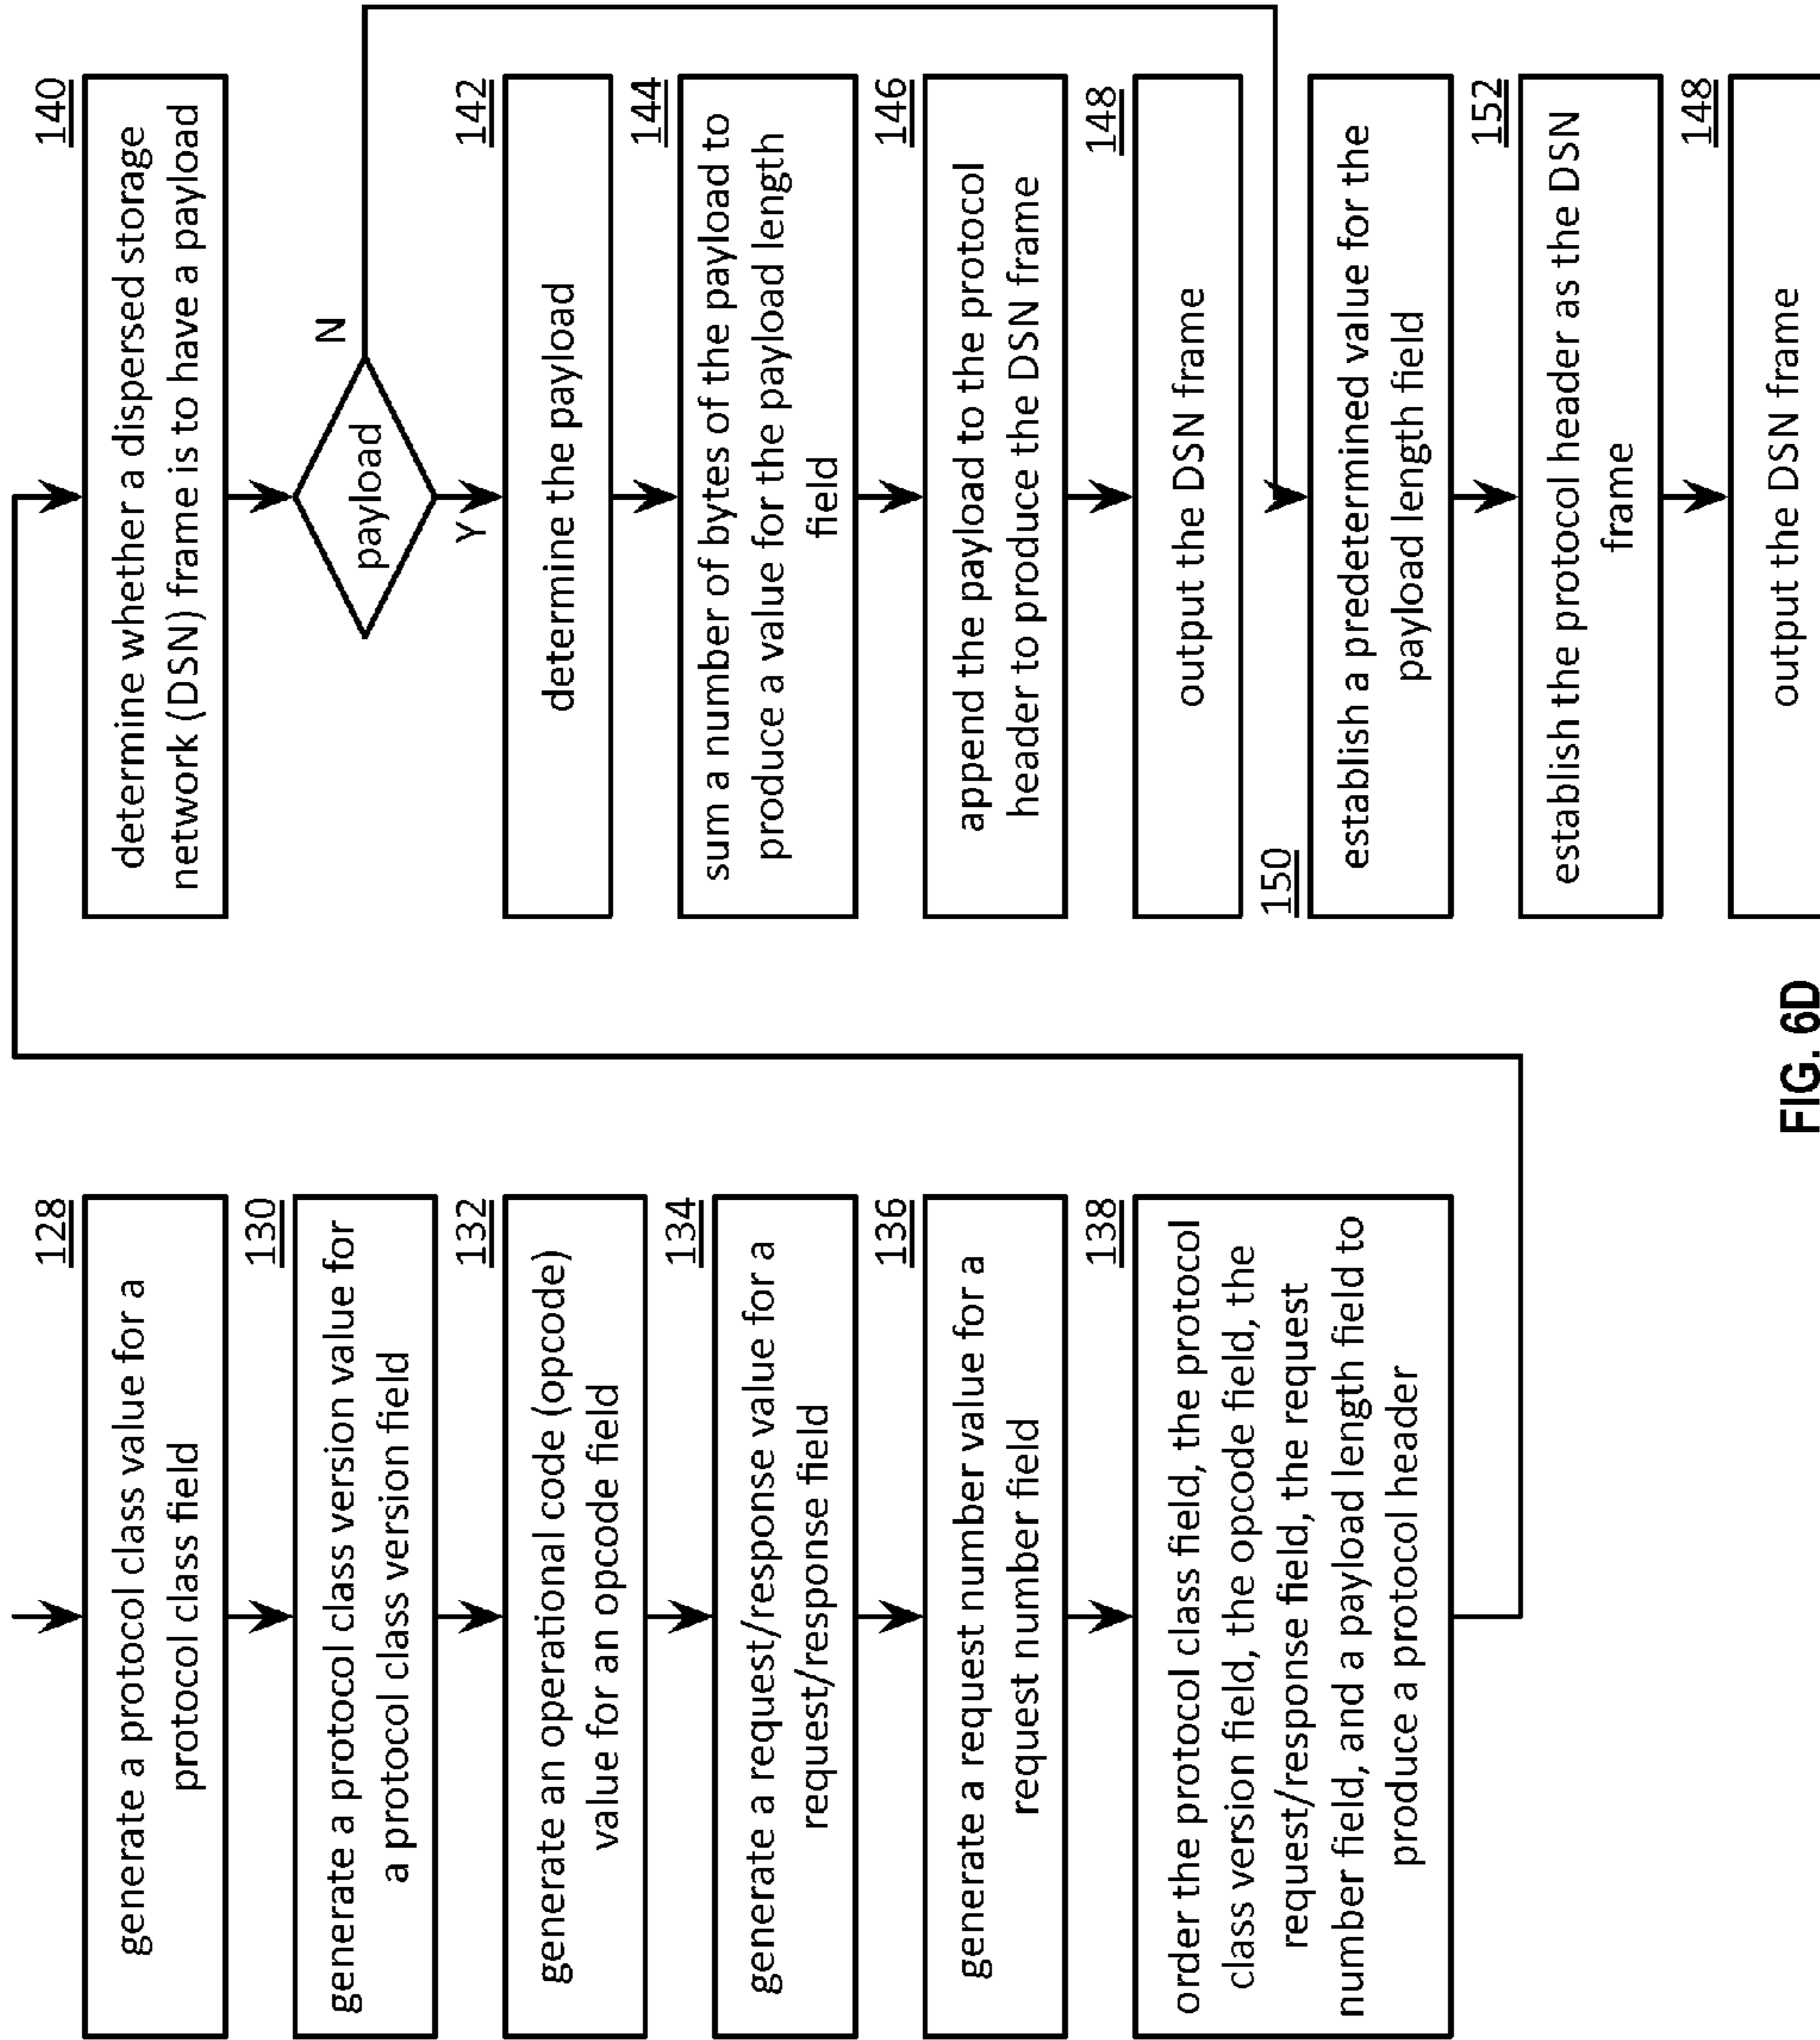 128
generate a protocol class value for a
protocol class field
130
generate a protocol class version value for
a protocol class version field
132
generate an operational code (opcode)
value for an opcode field
134
generate a request/response value for a
request/response field
136
generate a request number value for a
request number field
138
order the protocol class field, the protocol
class version field, the opcode field, the
request/response field, the request
number field, and a payload length field to
produce a protocol header
140
determine whether a dispersed storage
network (DSN) frame is to have a payload
payload
N
Y
142
determine the payload
144
sum a number of bytes of the payload to
produce a value for the payload length
field
146
append the payload to the protocol
header to produce the DSN frame
148
output the DSN frame
150
establish a predetermined value for the
payload length field
152
establish the protocol header as the DSN
frame
148
output the DSN frame
FIG. 6D